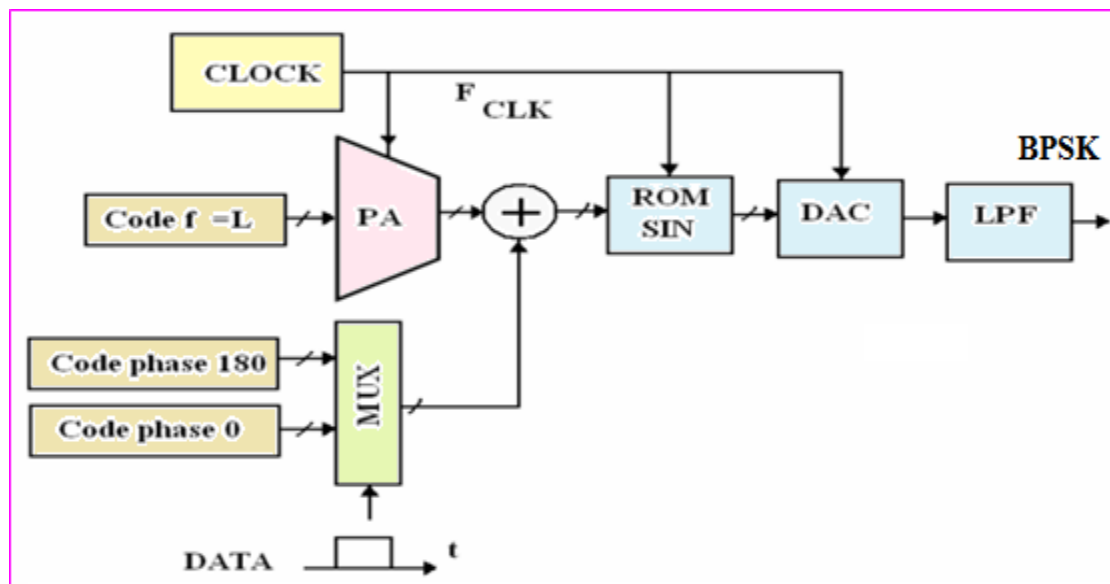 CLOCK
F CLK
BPSK
Code f =L
PA
ROM
SIN
DAC
LPF
Code phase 180
MUX
Code phase 0
DATA
t